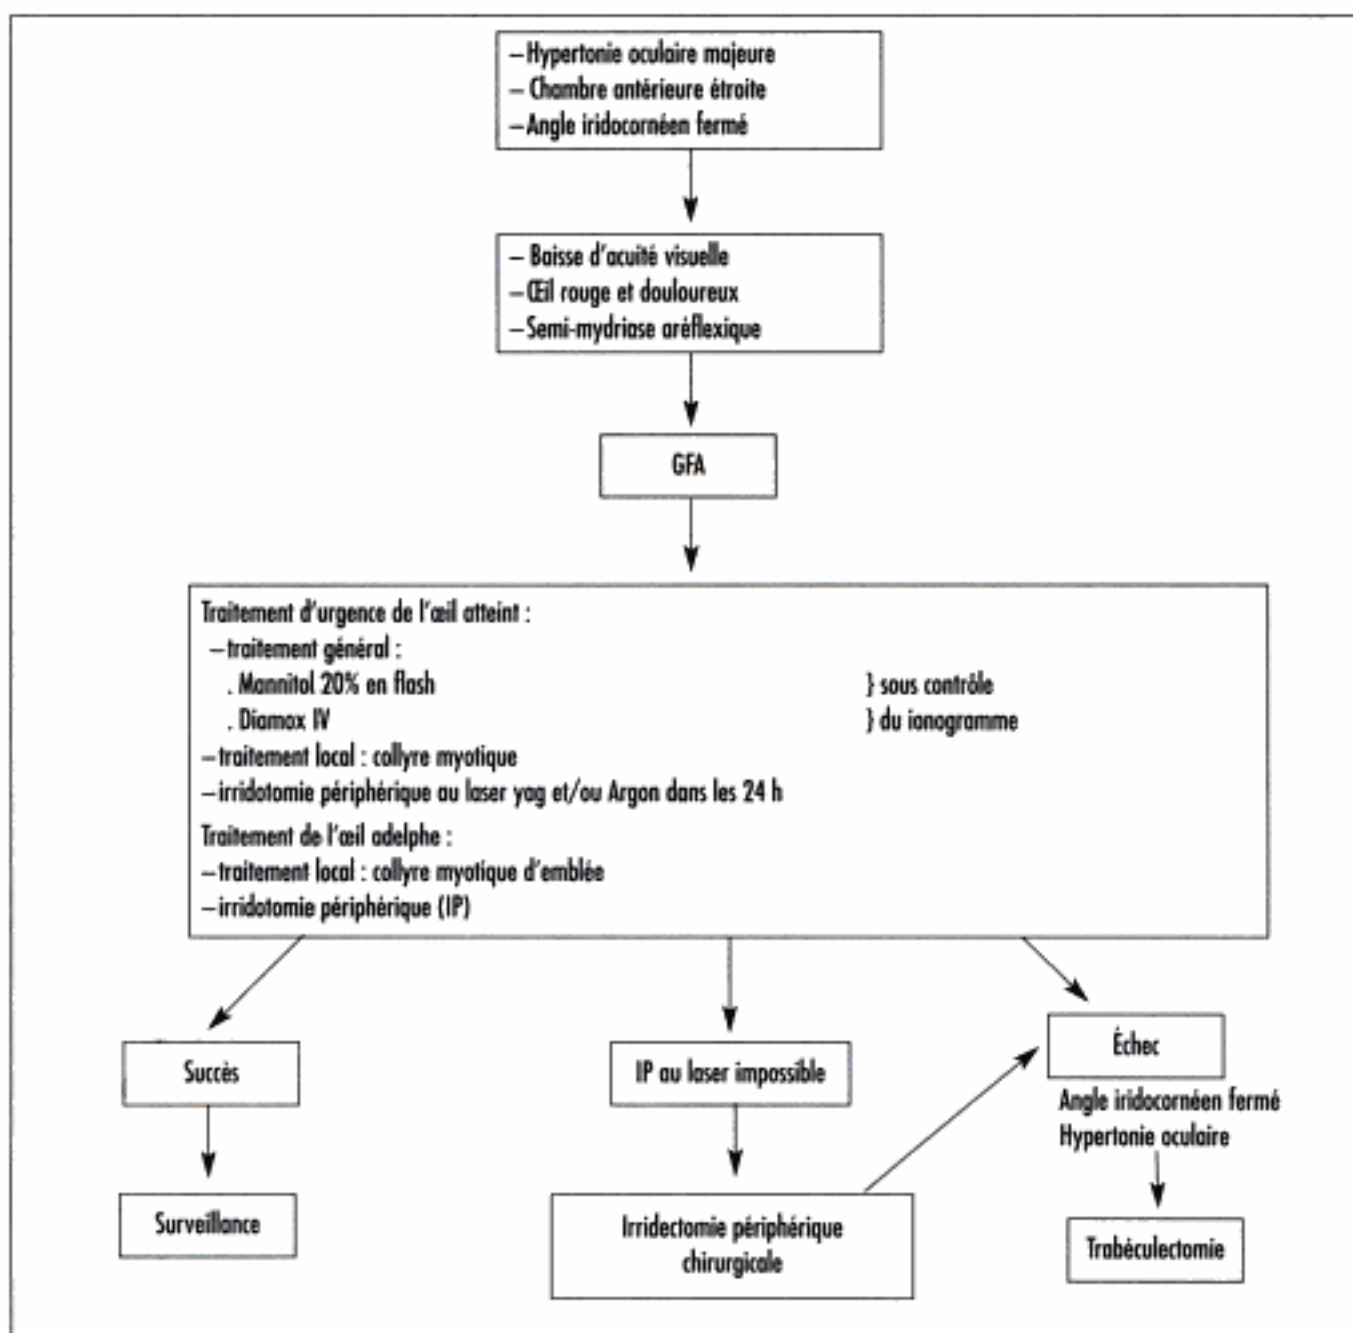 – Hypertonie oculaire majeure
– Chambre antérieure étroite
– Angle iridocornéen fermé
– Baisse d'acuité visuelle
– Œil rouge et douloureux
– Semi-mydriase aréflexique
GFA
Traitement d'urgence de l'œil atteint :
– traitement général :
. Mannitol 20% en flash } sous contrôle
. Diamox IV } du ionogramme
– traitement local : collyre myotique
– irridotomie périphérique au laser yag et/ou Argon dans les 24 h
Traitement de l'œil adelphe :
– traitement local : collyre myotique d'emblée
– irridotomie périphérique (IP)
Succès
IP au laser impossible
Échec
Angle iridocornéen fermé
Hypertonie oculaire
Surveillance
Irridectomie périphérique
chirurgicale
Trabéculectomie